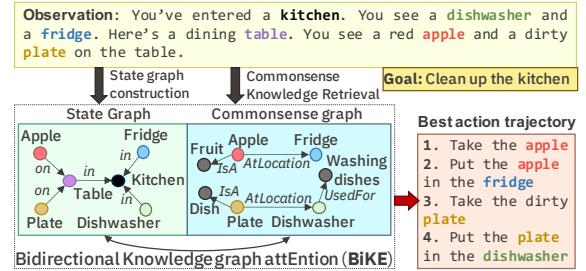 Observation: You've entered a kitchen. You see a dishwasher and
a fridge. Here's a dining table. You see a red apple and a dirty
plate on the table.
State graph
construction
Commonsense
Knowledge Retrieval
Goal: Clean up the kitchen
State Graph
Commonsense graph
Apple
Fridge
on
in
in
on
in
Table
Kitchen
Plate
Dishwasher
Fruit
Apple
Fridge
IsA
AtLocation
Washing
dishes
IsA
AtLocation
UsedFor
Dish
Plate
Dishwasher
Bidirectional Knowledge graph attEntion (BiKE)
Best action trajectory
1. Take the apple
2. Put the apple
in the fridge
3. Take the dirty
plate
4. Put the plate
in the dishwasher